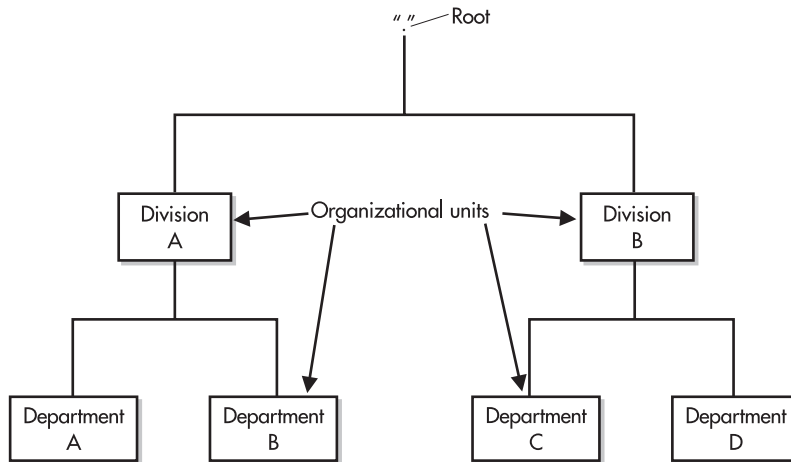 “.” Root
Division
A
Organizational units
Division
B
Department
A
Department
B
Department
C
Department
D